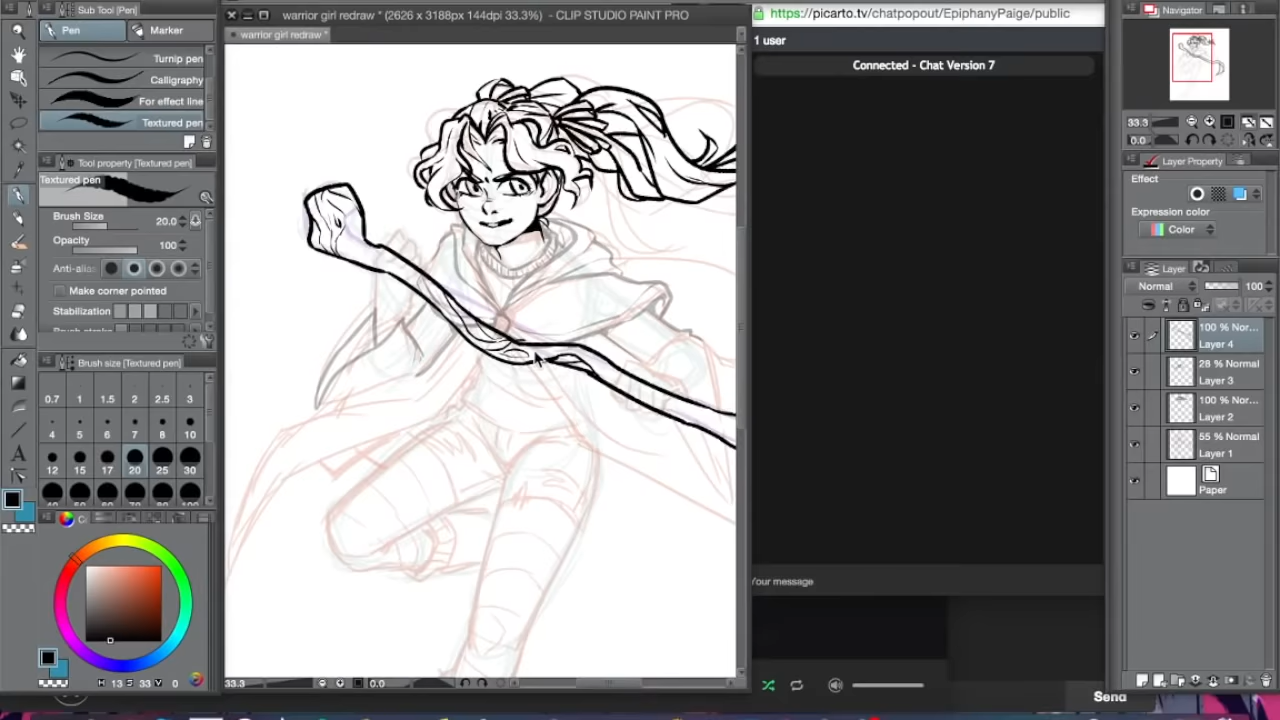 Sub Tool [Pen]
Pen
Marker
Turnip pen
Calligraphy
For effect line
Textured pen
Tool property [Textured pen]
Textured pen
Brush Size
20.0
Opacity
100
Anti-alias
Make corner pointed
Stabilization
Brush size [Textured pen]
0.7 1 1.5 2 2.5 3
4 5 6 7 8 10
12 15 17 20 25 30
H 13 S 33 V 0
warrior girl redraw * (2626 x 3188px 144dpi 33.3%) - CLIP STUDIO PAINT PRO
warrior girl redraw *
33.3
0.0
https://picarto.tv/chatpopout/EpiphanyPaige/public
1 user
Connected - Chat Version 7
Your message
Send
Navigator
33.3
0.0
Layer Property
Effect
Expression color
Color
Layer
Normal
100
100 % Nor...
Layer 4
28 % Normal
Layer 3
100 % Nor...
Layer 2
55 % Normal
Layer 1
Paper